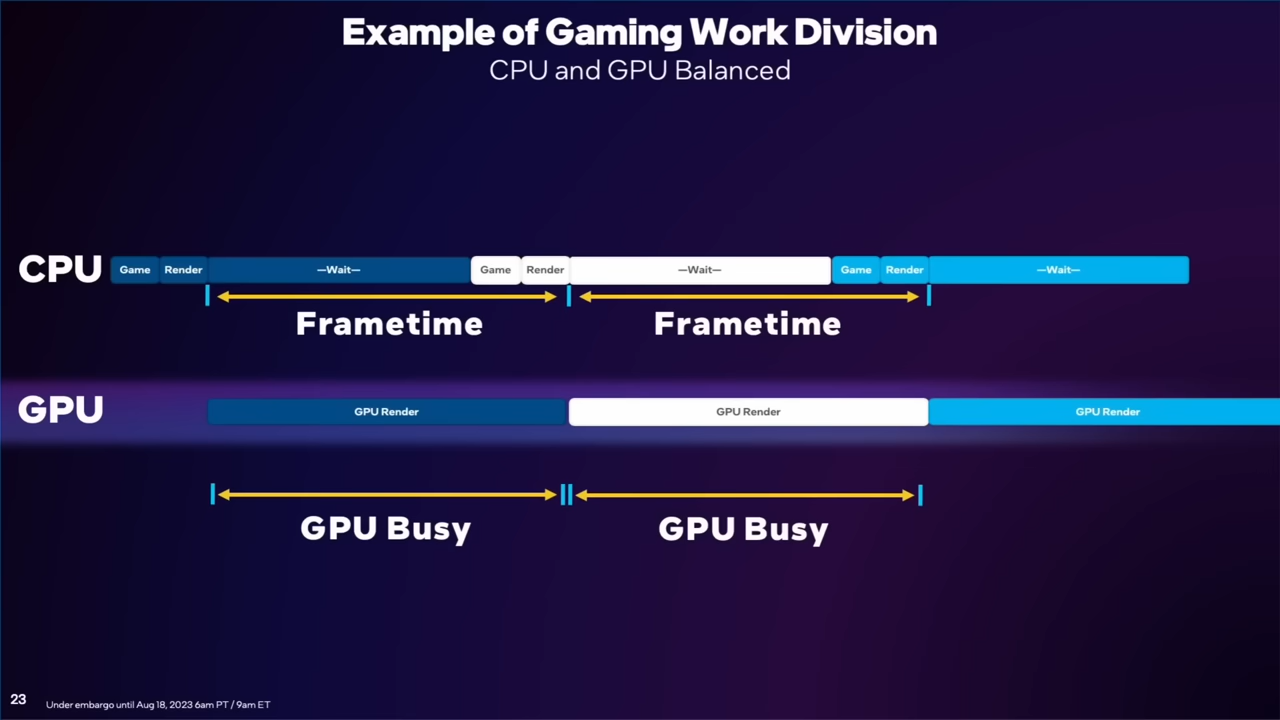 Example of Gaming Work Division
CPU and GPU Balanced
CPU Game Render —Wait— Game Render —Wait— Game Render —Wait—
Frametime Frametime
GPU GPU Render GPU Render GPU Render
GPU Busy GPU Busy
23 Under embargo until Aug 18, 2023 6am PT / 9am ET